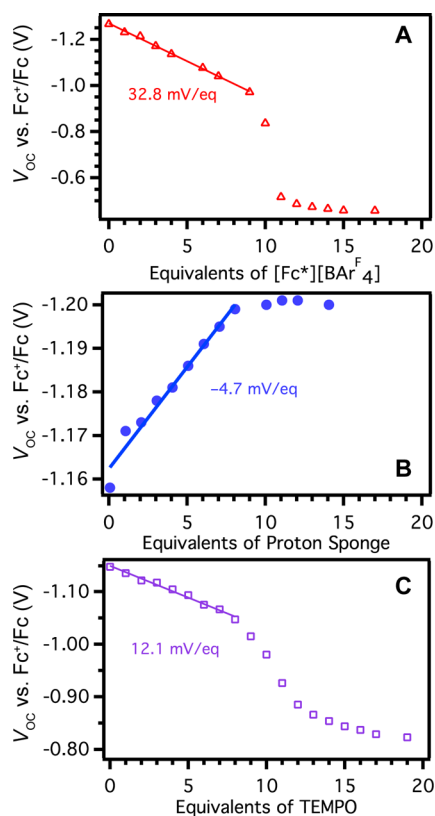 A
-1.2
-1.0
-0.8
-0.6
V_OC vs. Fc⁺/Fc (V)
32.8 mV/eq
0 5 10 15 20
Equivalents of [Fc*][BAr^F_4]
B
-1.20
-1.19
-1.18
-1.17
-1.16
V_OC vs. Fc⁺/Fc (V)
–4.7 mV/eq
0 5 10 15 20
Equivalents of Proton Sponge
C
-1.10
-1.00
-0.90
-0.80
V_OC vs. Fc⁺/Fc (V)
12.1 mV/eq
0 5 10 15 20
Equivalents of TEMPO